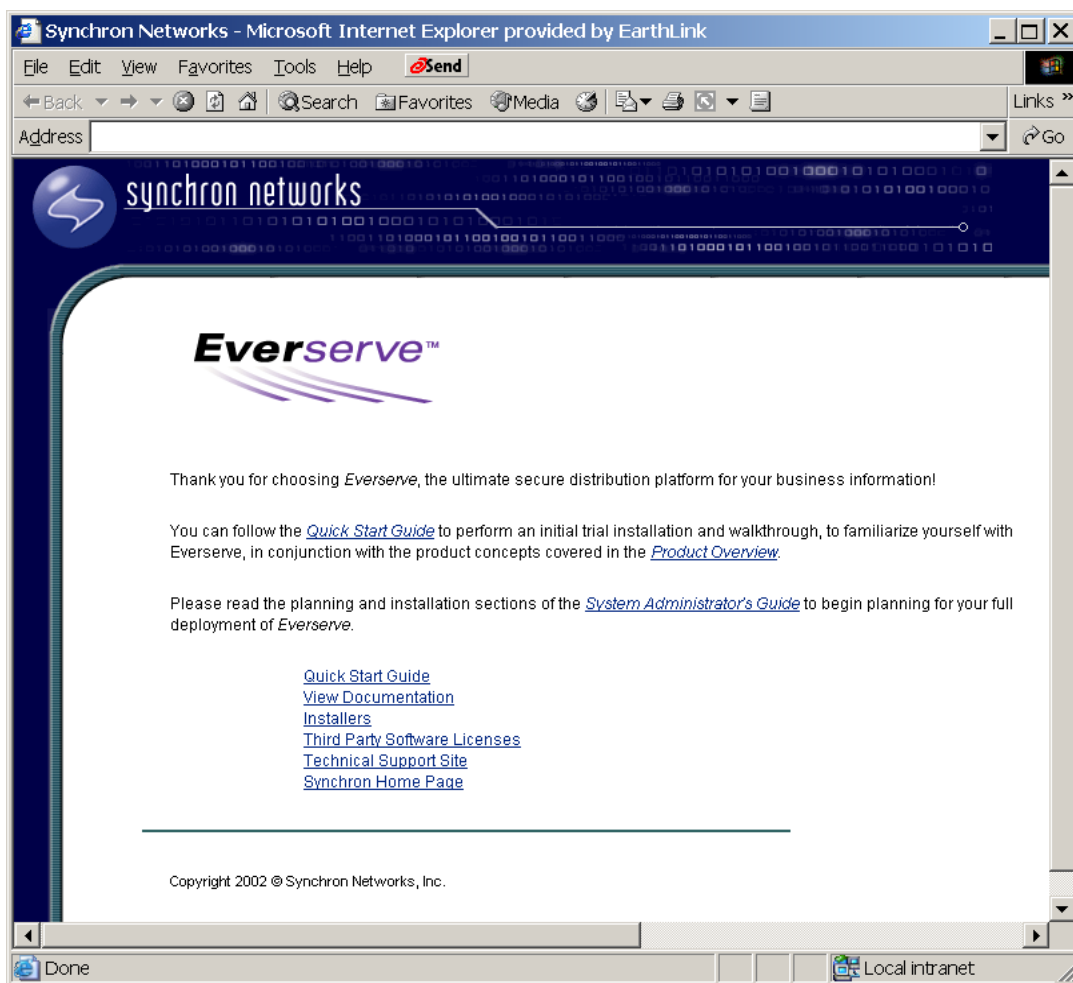 Synchron Networks - Microsoft Internet Explorer provided by EarthLink
File Edit View Favorites Tools Help eSend
Back Search Favorites Media Links »
Address Go
synchron networks
Everserve™
Thank you for choosing Everserve, the ultimate secure distribution platform for your business information!
You can follow the Quick Start Guide to perform an initial trial installation and walkthrough, to familiarize yourself with
Everserve, in conjunction with the product concepts covered in the Product Overview.
Please read the planning and installation sections of the System Administrator's Guide to begin planning for your full
deployment of Everserve.
Quick Start Guide
View Documentation
Installers
Third Party Software Licenses
Technical Support Site
Synchron Home Page
Copyright 2002 © Synchron Networks, Inc.
Done Local intranet